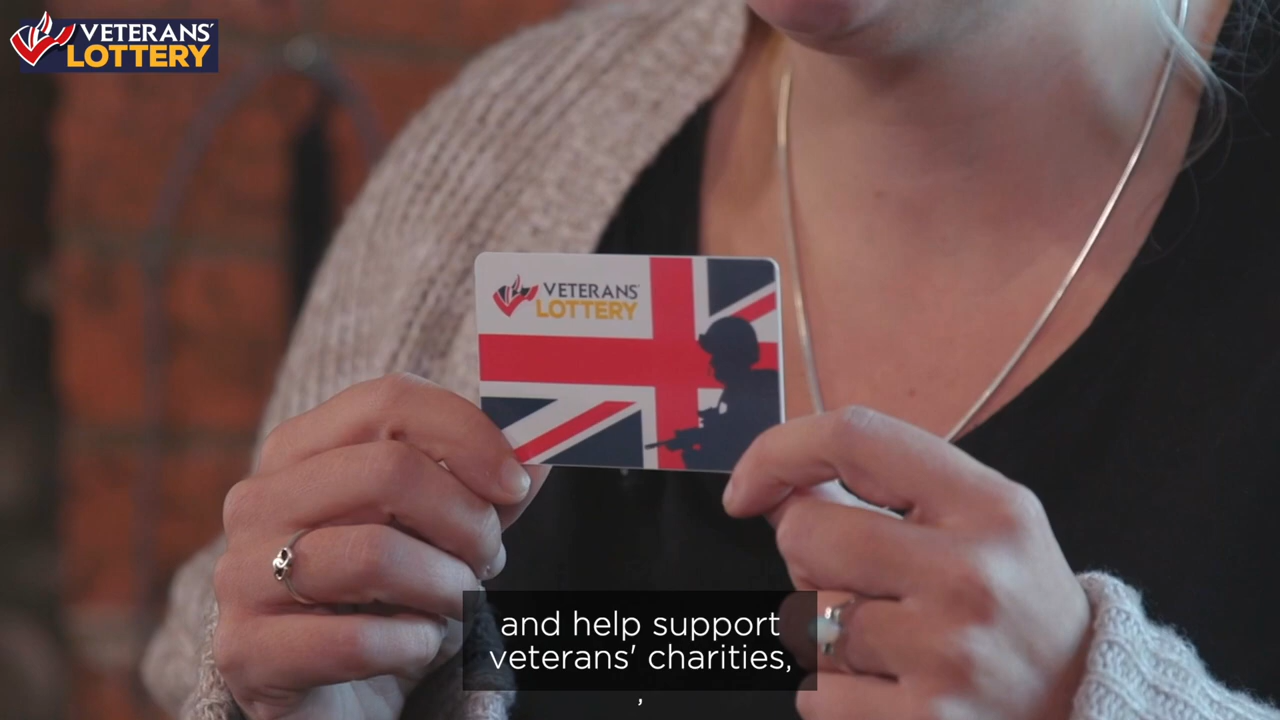 VETERANS'
LOTTERY
VETERANS'
LOTTERY
and help support
veterans' charities,
,